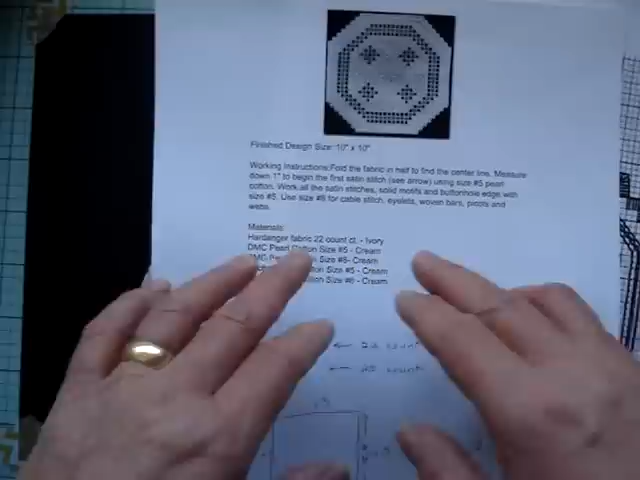 Finished Design Size: 10" x 10"
Working Instructions:Fold the fabric in half to find the center line. Measure
down 1" to begin the first satin stitch (see arrow) using size #5 pearl
cotton. Work all the satin stitches, solid motifs and buttonhole edge with
size #5. Use size #8 for cable stitch, eyelets, woven bars, picots and
webs.
Materials:
Hardanger fabric 22 count ct. - Ivory
DMC Pearl Cotton Size #5 - Cream
DMC Size #8- Cream
Size #5 - Cream
Cream
← 22 count
← count